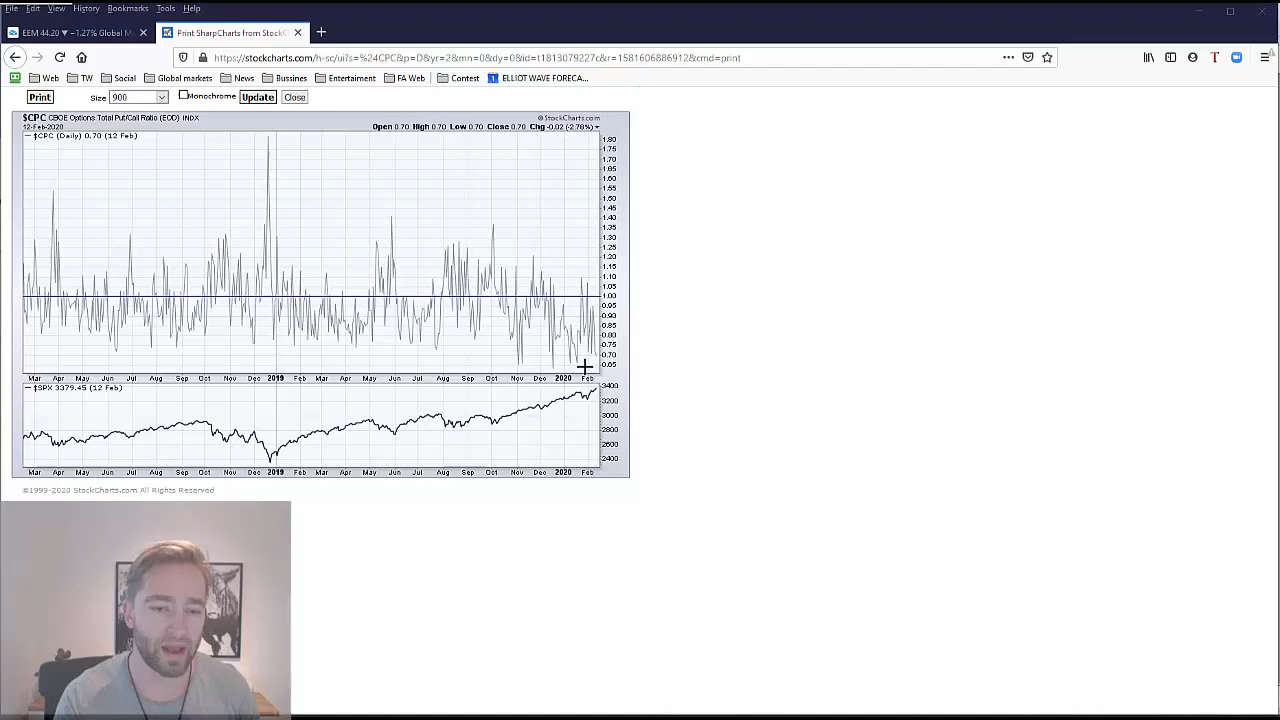 File Edit View History Bookmarks Tools Help
EEM 44.20 ▼ −1.27% Global M
Print SharpCharts from StockC
https://stockcharts.com/h-sc/ui?s=%24CPC&p=D&yr=2&mn=0&dy=0&id=t1813079227c&r=1581606886912&cmd=print
Web TW Social Global markets News Bussines Entertaiment FA Web Contest ELLIOT WAVE FORECA...
Print Size 900 Monochrome Update Close
$CPC CBOE Options Total Put/Call Ratio (EOD) INDX
© StockCharts.com
12-Feb-2020
Open 0.70 High 0.70 Low 0.70 Close 0.70 Chg -0.02 (-2.78%)
$CPC (Daily) 0.70 (12 Feb)
1.80
1.75
1.70
1.65
1.60
1.55
1.50
1.45
1.40
1.35
1.30
1.25
1.20
1.15
1.10
1.05
1.00
0.95
0.90
0.85
0.80
0.75
0.70
0.65
Mar Apr May Jun Jul Aug Sep Oct Nov Dec 2019 Feb Mar Apr May Jun Jul Aug Sep Oct Nov Dec 2020 Feb
$SPX 3379.45 (12 Feb)
3400
3200
3000
2800
2600
2400
Mar Apr May Jun Jul Aug Sep Oct Nov Dec 2019 Feb Mar Apr May Jun Jul Aug Sep Oct Nov Dec 2020 Feb
©1999-2020 StockCharts.com All Rights Reserved